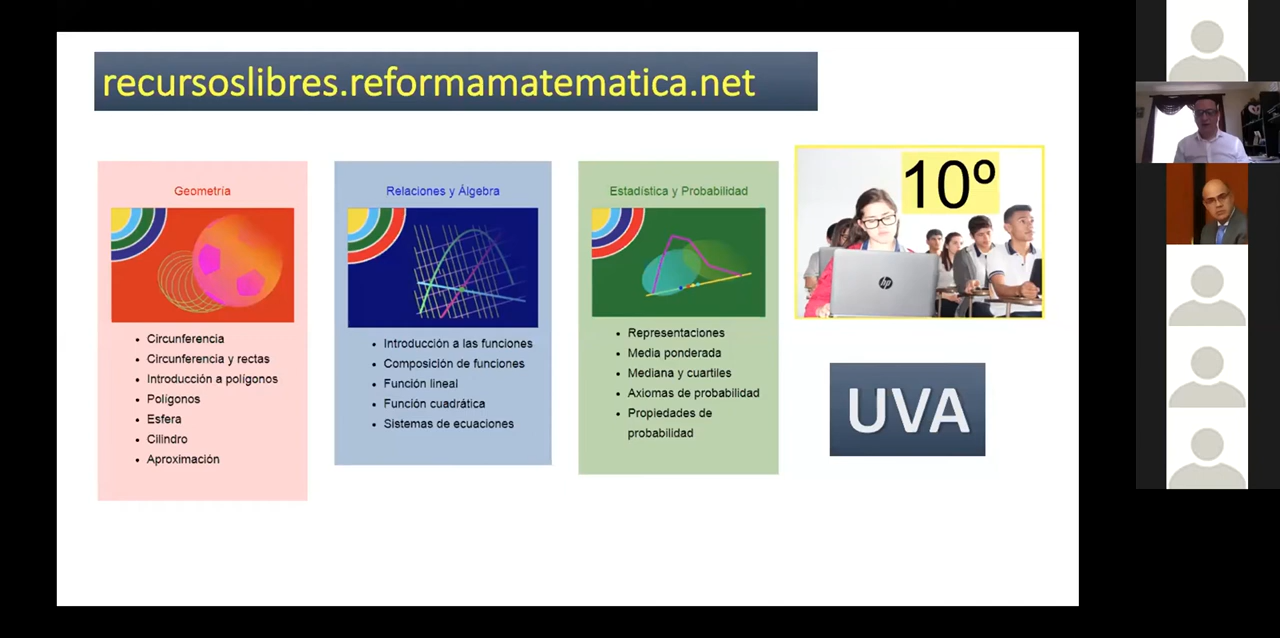 recursoslibres.reformamatematica.net
Geometría
Circunferencia
Circunferencia y rectas
Introducción a polígonos
Polígonos
Esfera
Cilindro
Aproximación
Relaciones y Álgebra
Introducción a las funciones
Composición de funciones
Función lineal
Función cuadrática
Sistemas de ecuaciones
Estadística y Probabilidad
Representaciones
Media ponderada
Mediana y cuartiles
Axiomas de probabilidad
Propiedades de
probabilidad
10º
hp
UVA